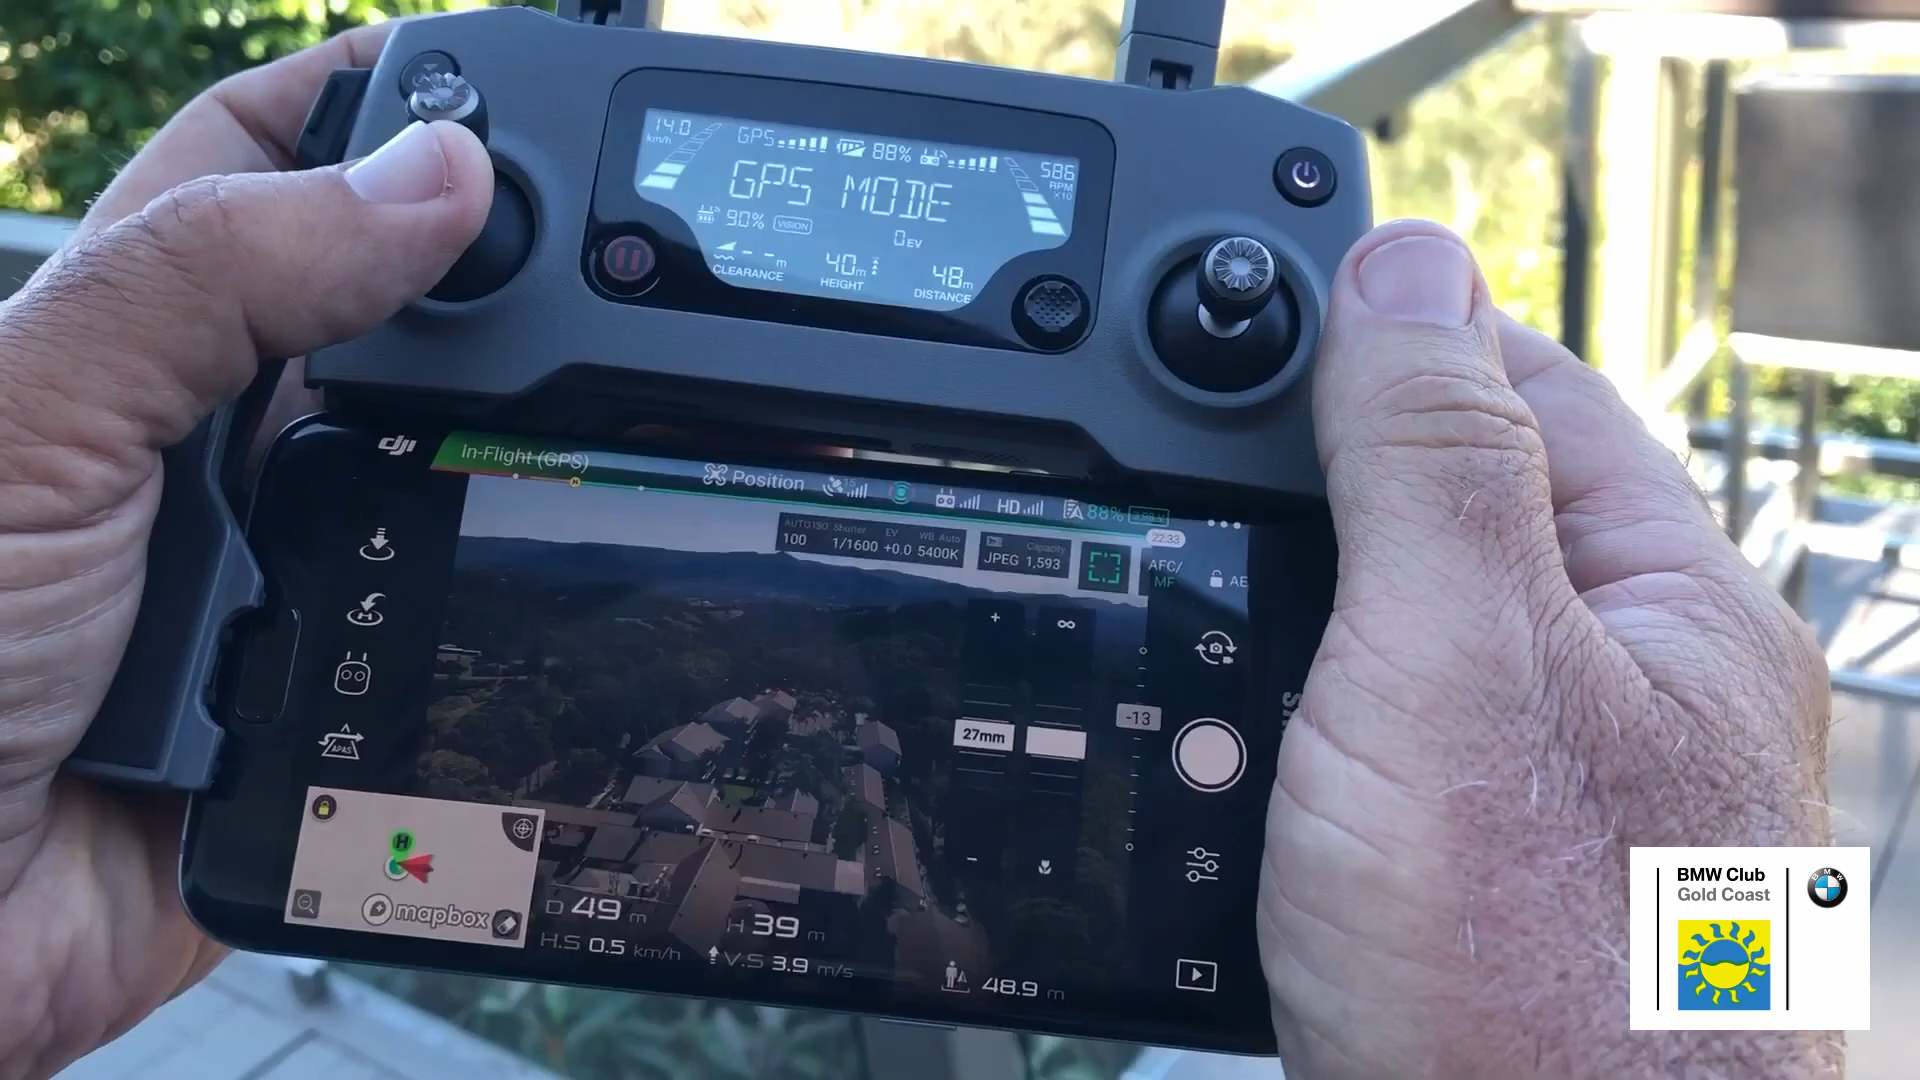 14.0
km/h
GPS
88%
586
RPM
x10
GPS MODE
90%
VISION
0EV
--m
CLEARANCE
40m
HEIGHT
48m
DISTANCE
dji
In-Flight (GPS)
Position
15
HD
88%
22:33
AUTO ISO
100
Shutter
1/1600
EV
+0.0
WB Auto
5400K
Capacity
JPEG 1,593
AFC/
MF
AE
+
∞
27mm
-13
-
APAS
H
mapbox
D 49 m
H 39 m
H.S 0.5 km/h
V.S 3.9 m/s
48.9 m
BMW Club
Gold Coast
BMW